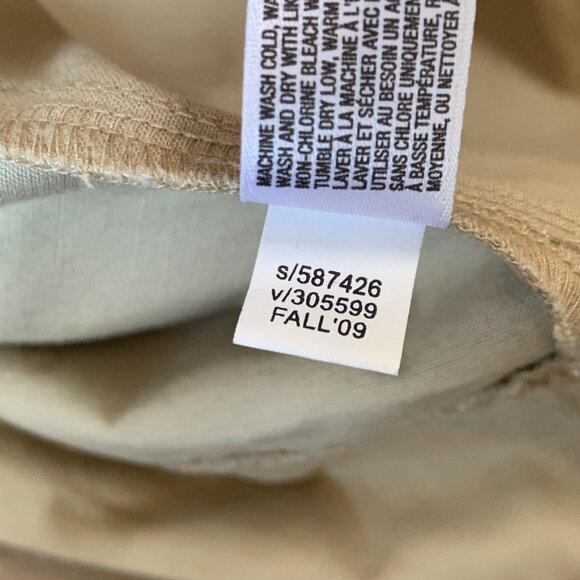 MACHINE WASH COLD,
WASH AND DRY WITH
NON-CHLORINE BLEACH
TUMBLE DRY LOW, WARM
LAVER À LA MACHINE À L'
LAVER ET SÉCHER AVEC
UTILISER AU BESOIN UN
SANS CHLORE UNIQUEMENT
À BASSE TEMPÉRATURE,
MOYENNE, OU NETTOYER
s/587426
v/305599
FALL'09